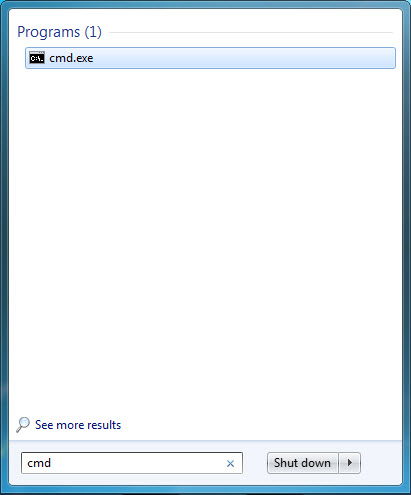 Programs (1)
C:\.
cmd.exe
See more results
cmd
Shut down